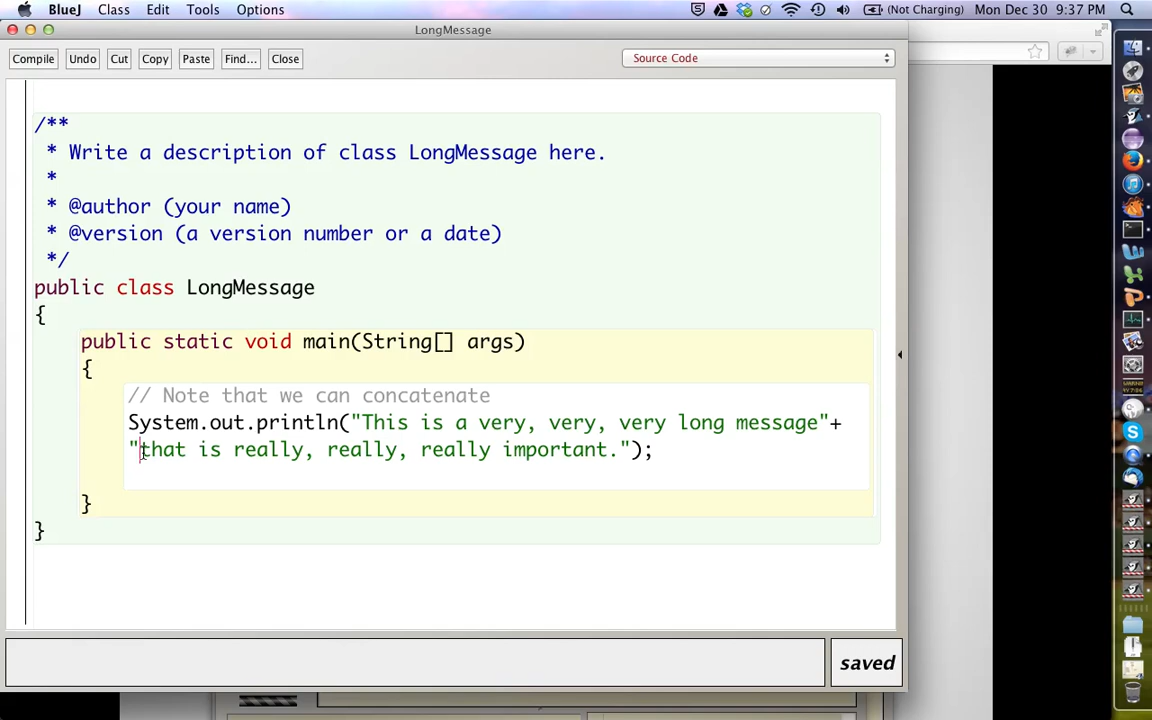 BlueJ Class Edit Tools Options (Not Charging) Mon Dec 30 9:37 PM
LongMessage
Compile Undo Cut Copy Paste Find... Close Source Code
/**
* Write a description of class LongMessage here.
*
* @author (your name)
* @version (a version number or a date)
*/
public class LongMessage
{
public static void main(String[] args)
{
// Note that we can concatenate
System.out.println("This is a very, very, very long message"+
"that is really, really, really important.");
}
}
saved